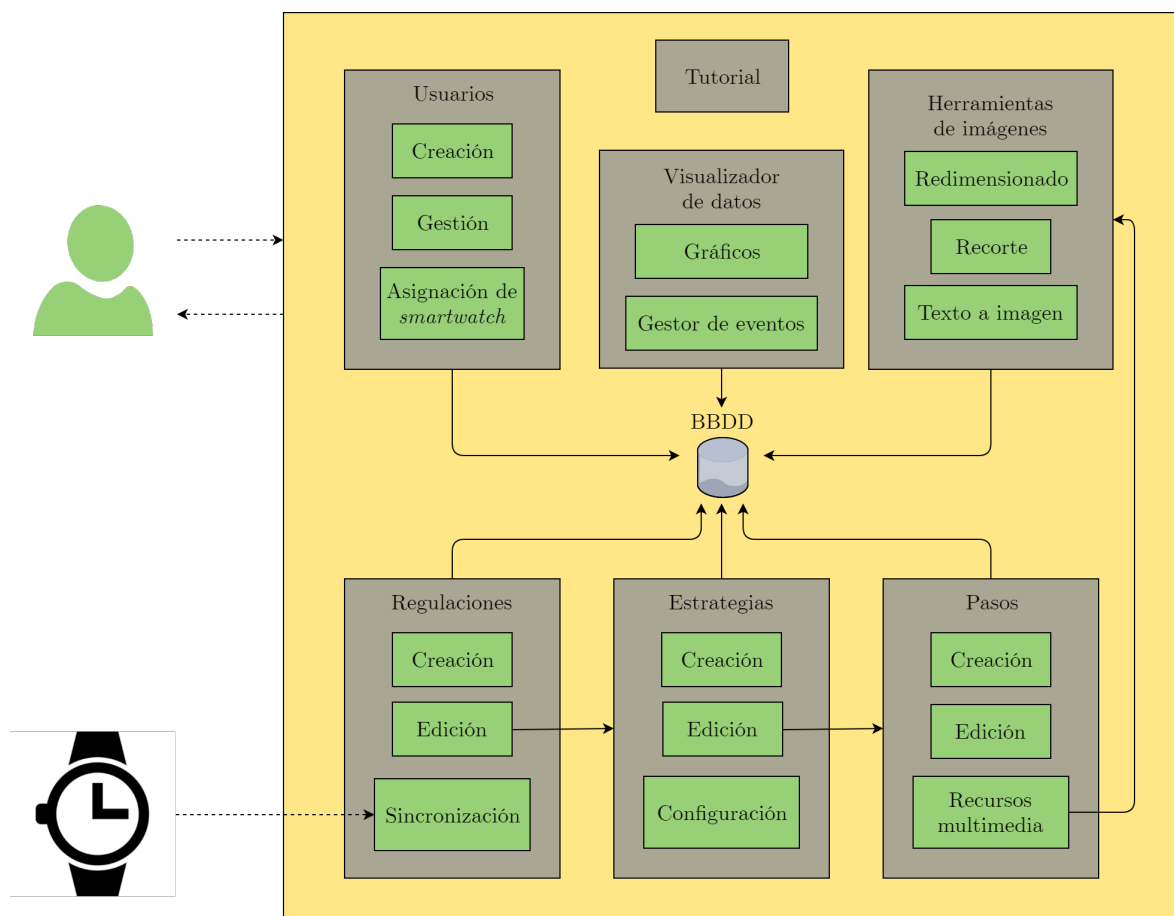 Tutorial
Usuarios
Creación
Gestión
Asignación de
smartwatch
Visualizador
de datos
Gráficos
Gestor de eventos
Herramientas
de imágenes
Redimensionado
Recorte
Texto a imagen
BBDD
Regulaciones
Creación
Edición
Sincronización
Estrategias
Creación
Edición
Configuración
Pasos
Creación
Edición
Recursos
multimedia